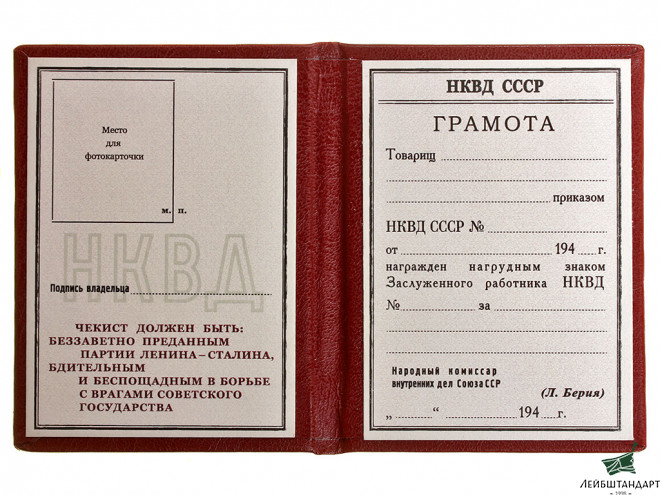 Место
для
фотокарточки
м. п.
НКВД
Подпись владельца
ЧЕКИСТ ДОЛЖЕН БЫТЬ:
БЕЗЗАВЕТНО ПРЕДАННЫМ
ПАРТИИ ЛЕНИНА–СТАЛИНА,
БДИТЕЛЬНЫМ
И БЕСПОЩАДНЫМ В БОРЬБЕ
С ВРАГАМИ СОВЕТСКОГО
ГОСУДАРСТВА
НКВД СССР
ГРАМОТА
Товарищ
приказом
НКВД СССР №
от 194 г.
награжден нагрудным знаком
Заслуженного работника НКВД
№ за
Народный комиссар
внутренних дел Союза ССР
(Л. Берия)
„ “ 194 г.
ЛЕЙБШТАНДАРТ
1998